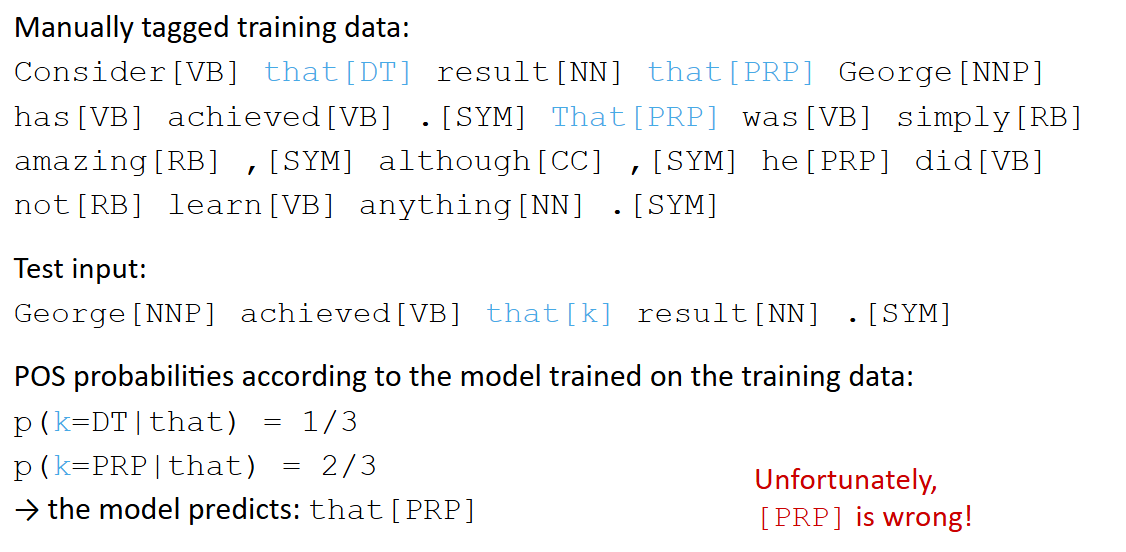 Manually tagged training data:
Consider[VB] that[DT] result[NN] that[PRP] George[NNP]
has[VB] achieved[VB] .[SYM] That[PRP] was[VB] simply[RB]
amazing[RB] ,[SYM] although[CC] ,[SYM] he[PRP] did[VB]
not[RB] learn[VB] anything[NN] .[SYM]
Test input:
George[NNP] achieved[VB] that[k] result[NN] .[SYM]
POS probabilities according to the model trained on the training data:
p(k=DT|that) = 1/3
p(k=PRP|that) = 2/3
→ the model predicts: that[PRP]
Unfortunately,
[PRP] is wrong!